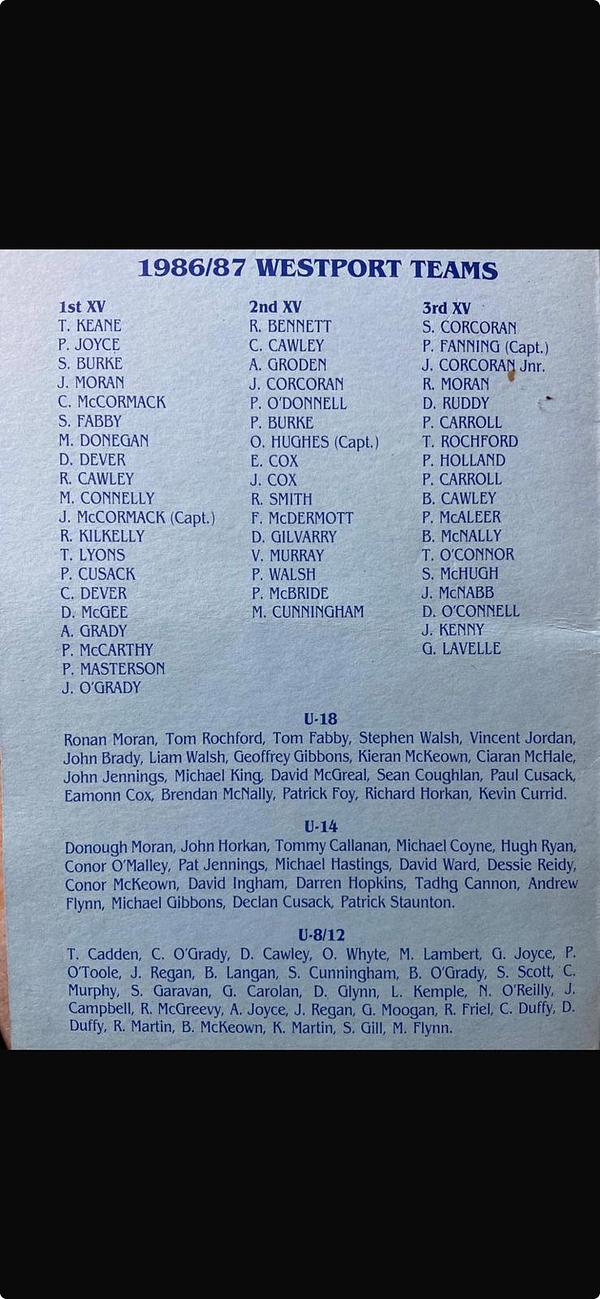 1986/87 WESTPORT TEAMS
1st XV
T. KEANE
P. JOYCE
S. BURKE
J. MORAN
C. McCORMACK
S. FABBY
M. DONEGAN
D. DEVER
R. CAWLEY
M. CONNELLY
J. McCORMACK (Capt.)
R. KILKELLY
T. LYONS
P. CUSACK
C. DEVER
D. McGEE
A. GRADY
P. McCARTHY
P. MASTERSON
J. O'GRADY
2nd XV
R. BENNETT
C. CAWLEY
A. GRODEN
J. CORCORAN
P. O'DONNELL
P. BURKE
O. HUGHES (Capt.)
E. COX
J. COX
R. SMITH
F. McDERMOTT
D. GILVARRY
V. MURRAY
P. WALSH
P. McBRIDE
M. CUNNINGHAM
3rd XV
S. CORCORAN
P. FANNING (Capt.)
J. CORCORAN Jnr.
R. MORAN
D. RUDDY
P. CARROLL
T. ROCHFORD
P. HOLLAND
P. CARROLL
B. CAWLEY
P. McALEER
B. McNALLY
T. O'CONNOR
S. McHUGH
J. McNABB
D. O'CONNELL
J. KENNY
G. LAVELLE
U-18
Ronan Moran, Tom Rochford, Tom Fabby, Stephen Walsh, Vincent Jordan,
John Brady, Liam Walsh, Geoffrey Gibbons, Kieran McKeown, Ciaran McHale,
John Jennings, Michael King, David McGreal, Sean Coughlan, Paul Cusack,
Eamonn Cox, Brendan McNally, Patrick Foy, Richard Horkan, Kevin Currid.
U-14
Donough Moran, John Horkan, Tommy Callanan, Michael Coyne, Hugh Ryan,
Conor O'Malley, Pat Jennings, Michael Hastings, David Ward, Dessie Reidy,
Conor McKeown, David Ingham, Darren Hopkins, Tadhg Cannon, Andrew
Flynn, Michael Gibbons, Declan Cusack, Patrick Staunton.
U-8/12
T. Cadden, C. O'Grady, D. Cawley, O. Whyte, M. Lambert, G. Joyce, P.
O'Toole, J. Regan, B. Langan, S. Cunningham, B. O'Grady, S. Scott, C.
Murphy, S. Garavan, G. Carolan, D. Glynn, L. Kemple, N. O'Reilly, J.
Campbell, R. McGreevy, A. Joyce, J. Regan, G. Moogan, R. Friel, C. Duffy, D.
Duffy, R. Martin, B. McKeown, K. Martin, S. Gill, M. Flynn.